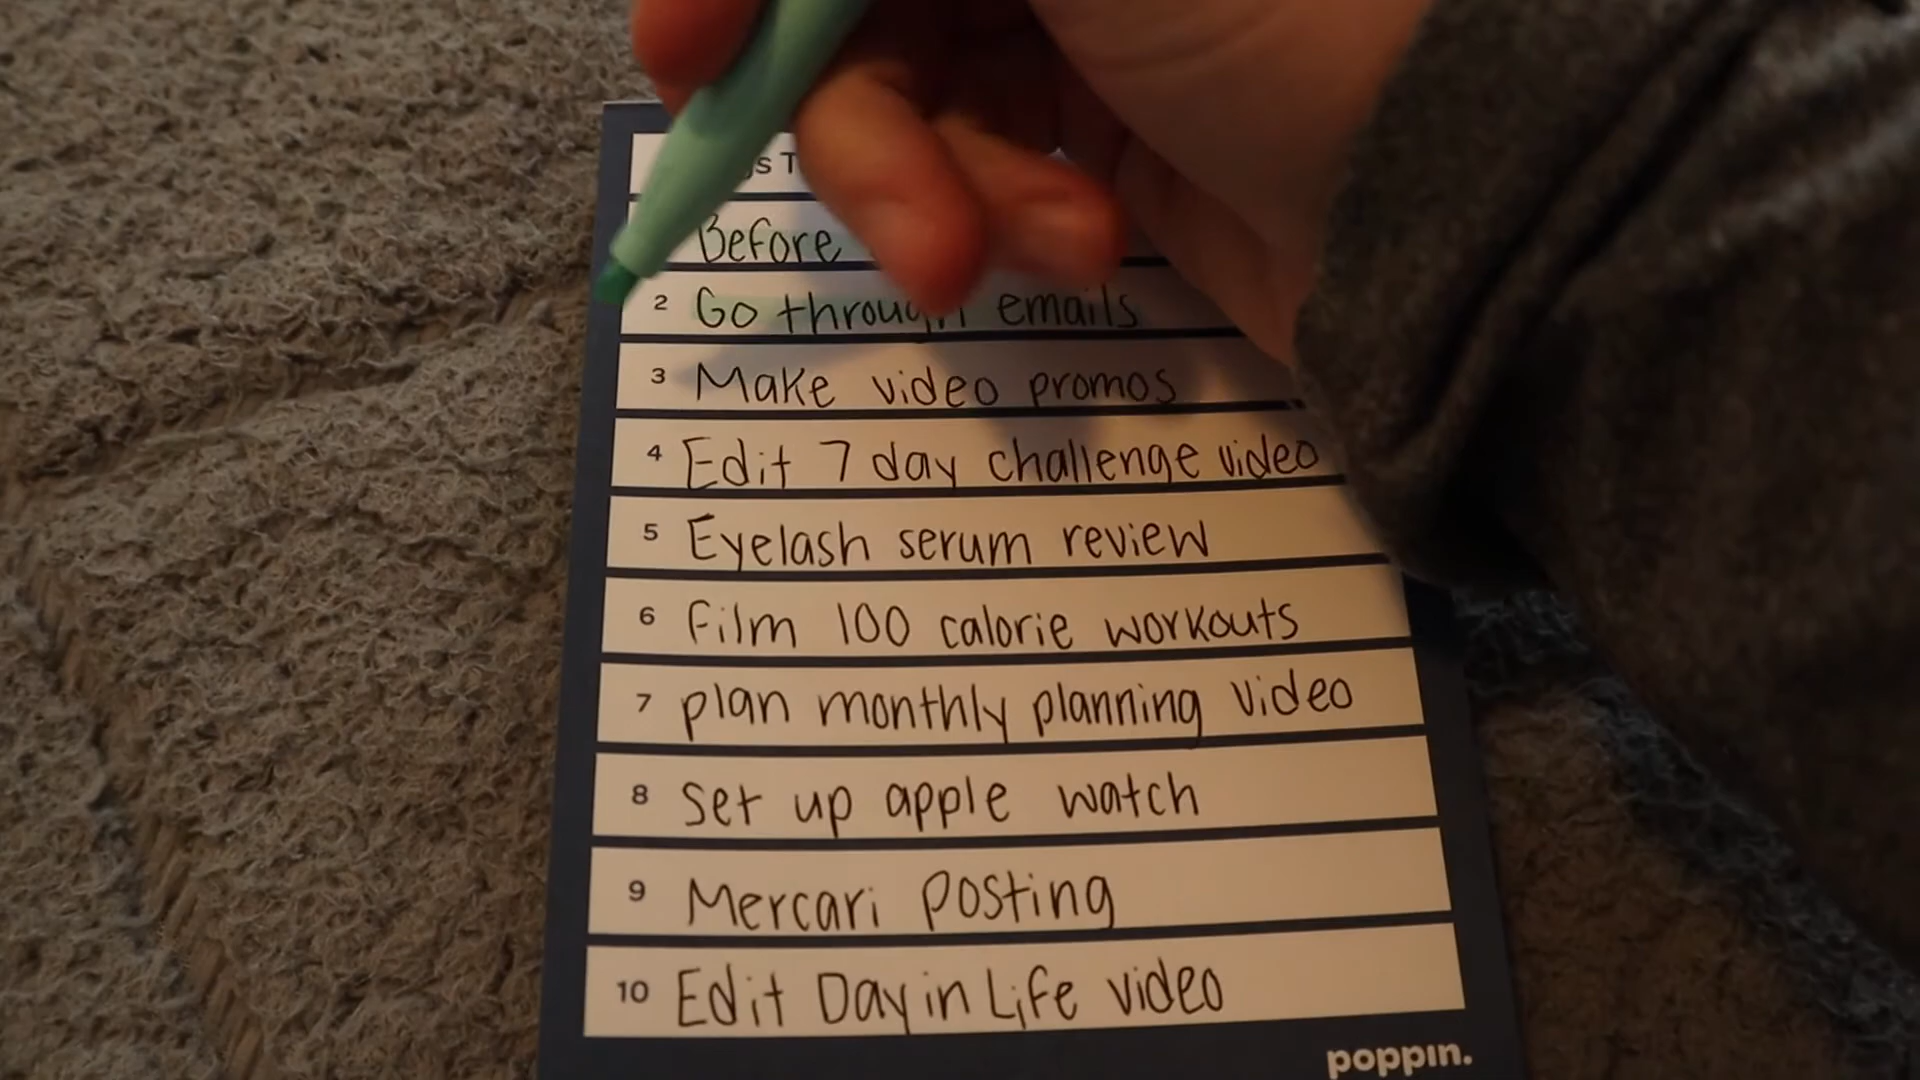 Before
2 Go through emails
3 Make video promos
4 Edit 7 day challenge video
5 Eyelash serum review
6 Film 100 calorie workouts
7 plan monthly planning video
8 set up apple watch
9 Mercari posting
10 Edit Day in Life video
poppin.